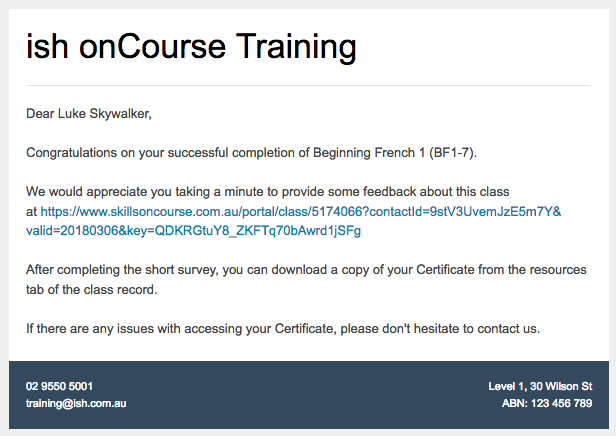 ish onCourse Training
Dear Luke Skywalker,
Congratulations on your successful completion of Beginning French 1 (BF1-7).
We would appreciate you taking a minute to provide some feedback about this class
at https://www.skillsoncourse.com.au/portal/class/5174066?contactId=9stV3UvemJzE5m7Y&
valid=20180306&key=QDKRGtuY8_ZKFTq70bAwrd1jSFg
After completing the short survey, you can download a copy of your Certificate from the resources
tab of the class record.
If there are any issues with accessing your Certificate, please don't hesitate to contact us.
02 9550 5001
Level 1, 30 Wilson St
training@ish.com.au
ABN: 123 456 789